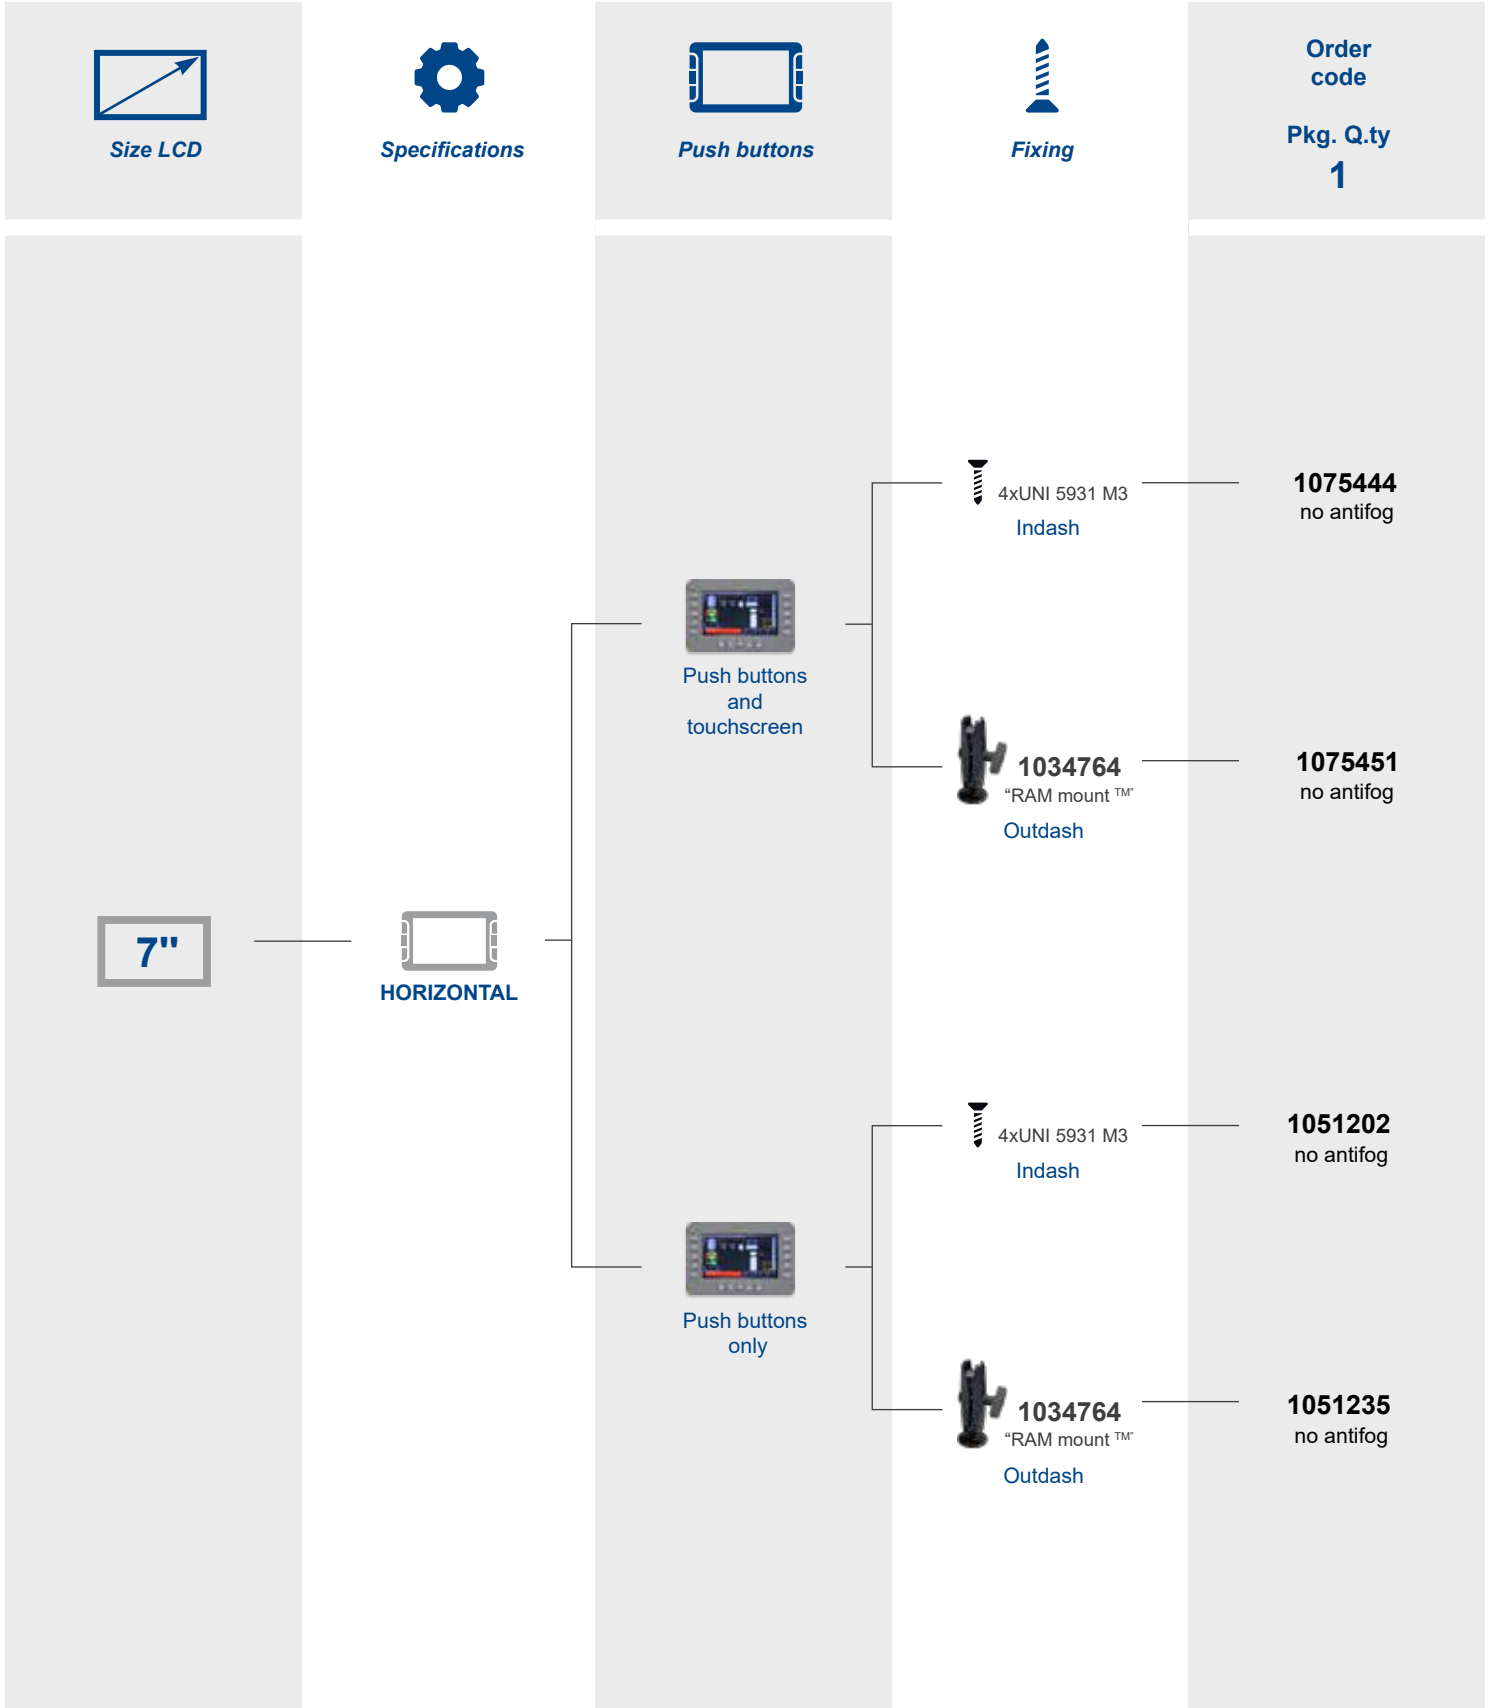 Size LCD
Specifications
Push buttons
Fixing
Order
code
Pkg. Q.ty
1
4xUNI 5931 M3
Indash
1075444
no antifog
Push buttons
and
touchscreen
1034764
“RAM mount ™”
Outdash
1075451
no antifog
7"
HORIZONTAL
4xUNI 5931 M3
Indash
1051202
no antifog
Push buttons
only
1034764
“RAM mount ™”
Outdash
1051235
no antifog